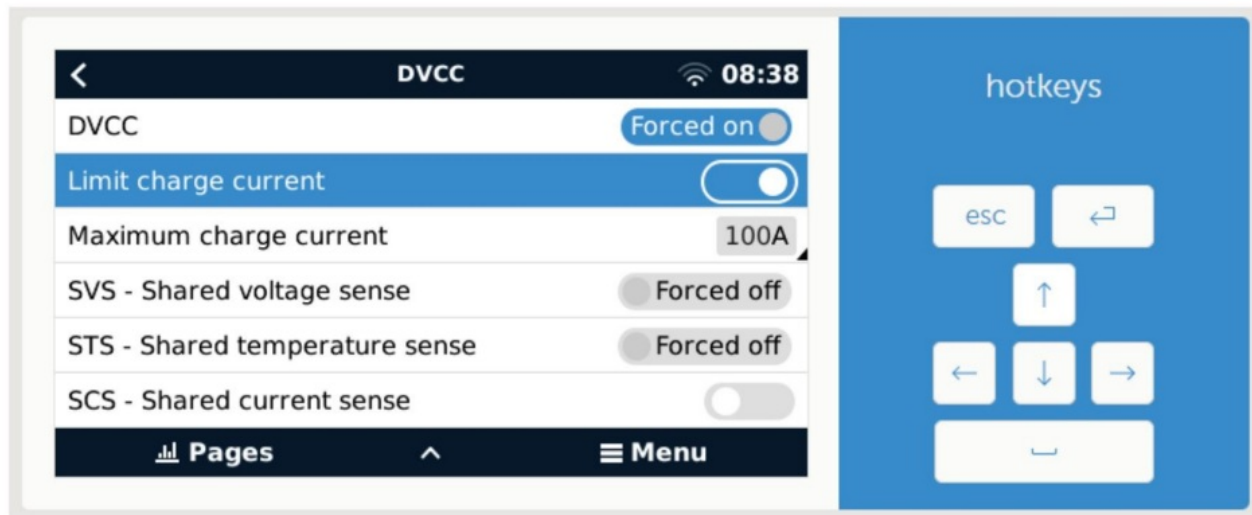 DVCC 08:38
DVCC Forced on
Limit charge current
Maximum charge current 100A
SVS - Shared voltage sense Forced off
STS - Shared temperature sense Forced off
SCS - Shared current sense
Pages Menu
hotkeys
esc